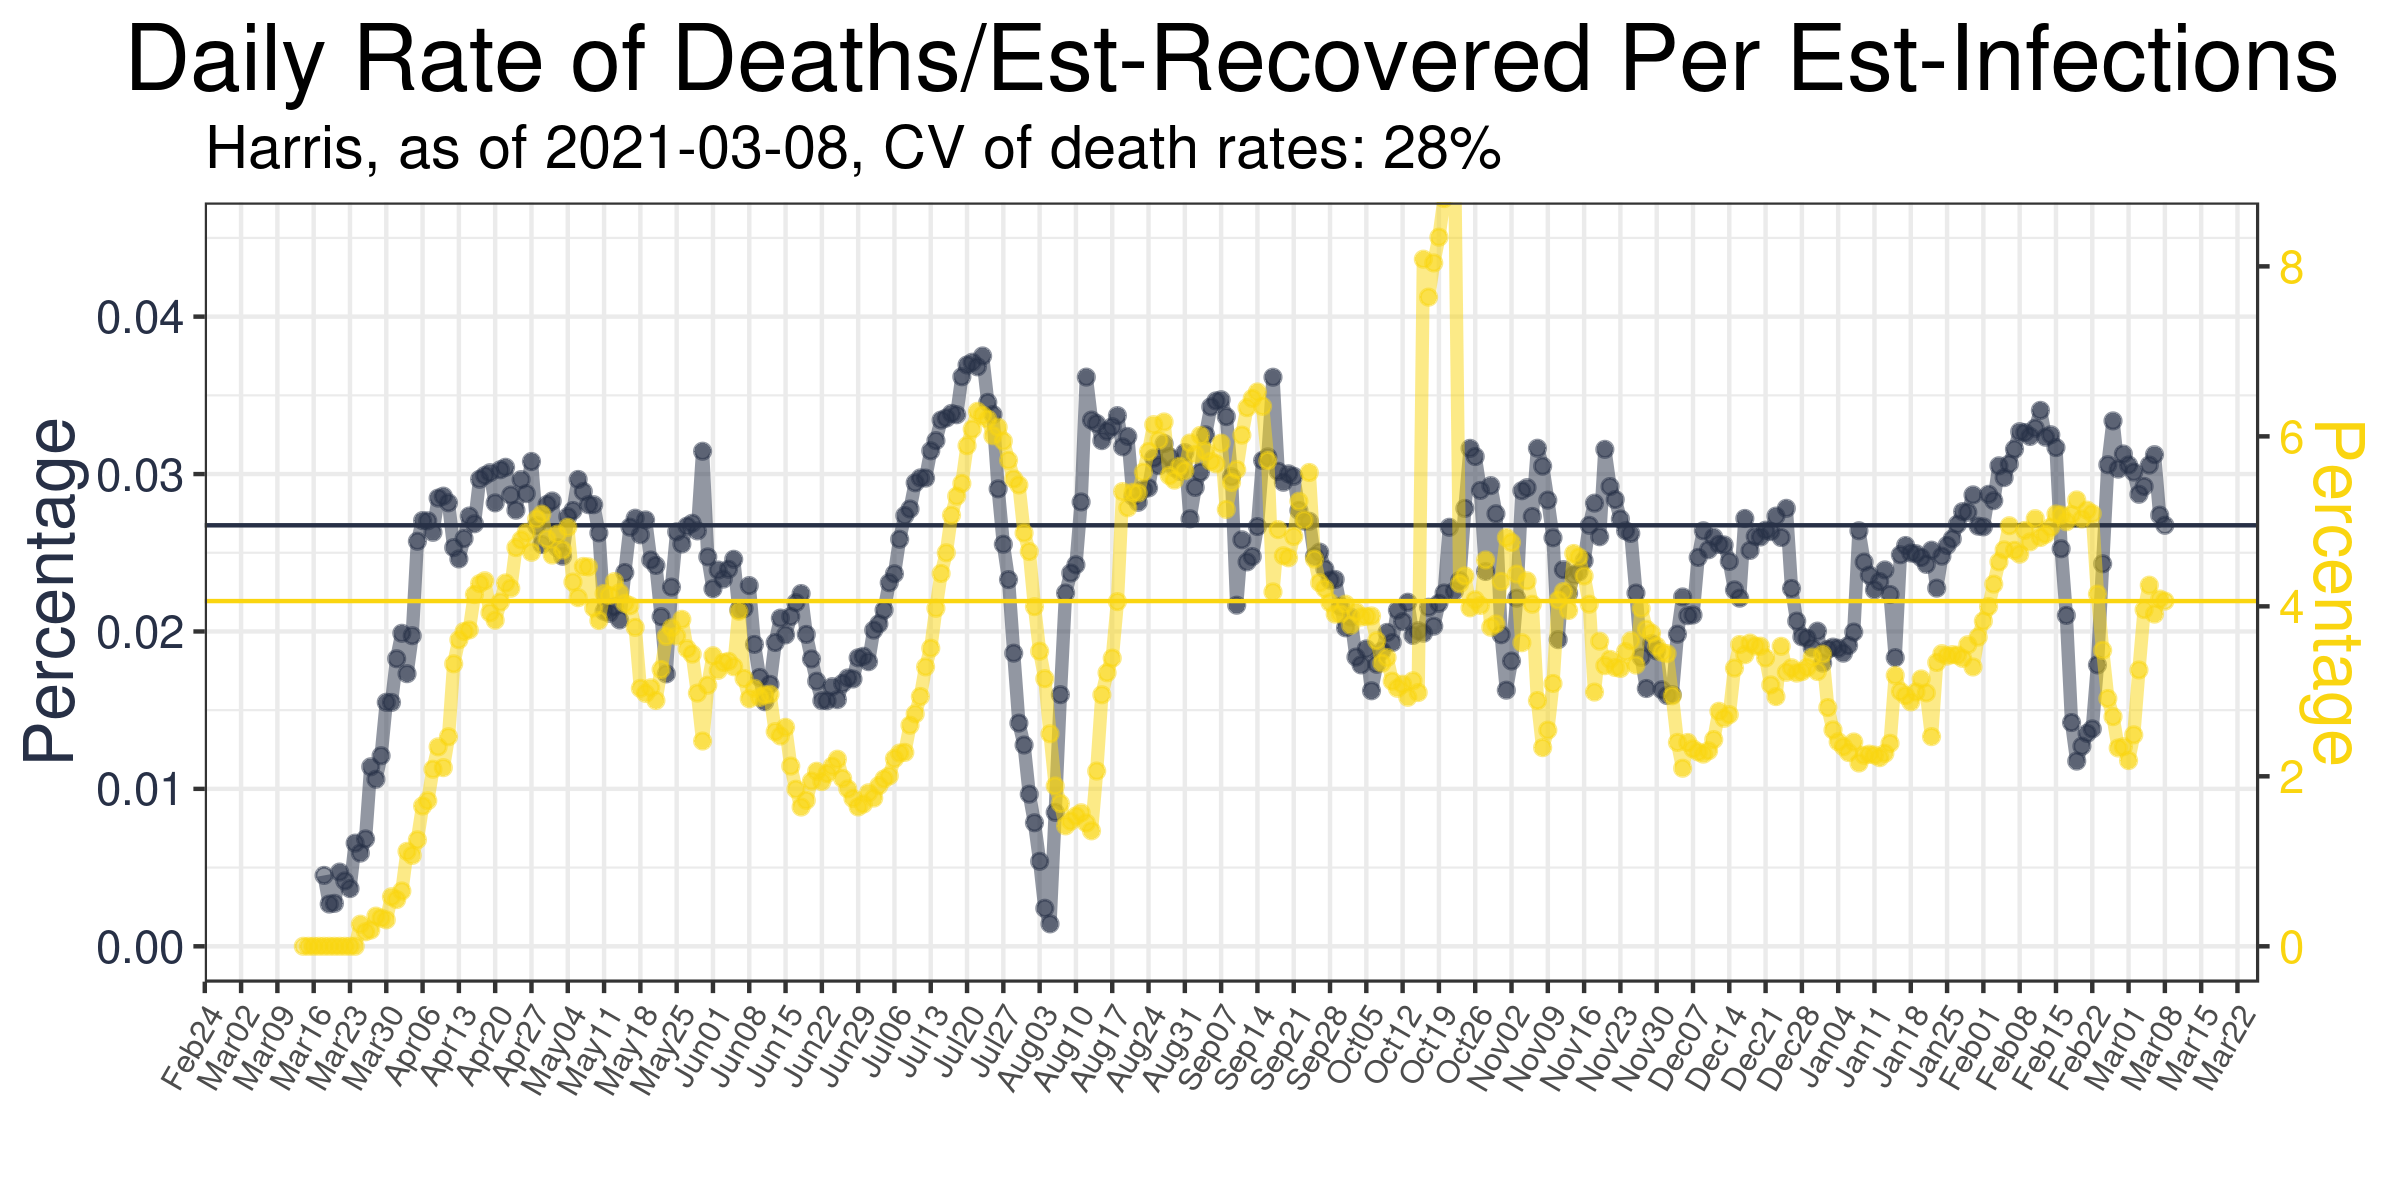 Daily Rate of Deaths/Est-Recovered Per Est-Infections
Harris, as of 2021-03-08, CV of death rates: 28%
Percentage
0.04
0.03
0.02
0.01
0.00
8
6
4
2
0
Percentage
Feb24
Mar02
Mar09
Mar16
Mar23
Mar30
Apr06
Apr13
Apr20
Apr27
May04
May11
May18
May25
Jun01
Jun08
Jun15
Jun22
Jun29
Jul06
Jul13
Jul20
Jul27
Aug03
Aug10
Aug17
Aug24
Aug31
Sep07
Sep14
Sep21
Sep28
Oct05
Oct12
Oct19
Oct26
Nov02
Nov09
Nov16
Nov23
Nov30
Dec07
Dec14
Dec21
Dec28
Jan04
Jan11
Jan18
Jan25
Feb01
Feb08
Feb15
Feb22
Mar01
Mar08
Mar15
Mar22